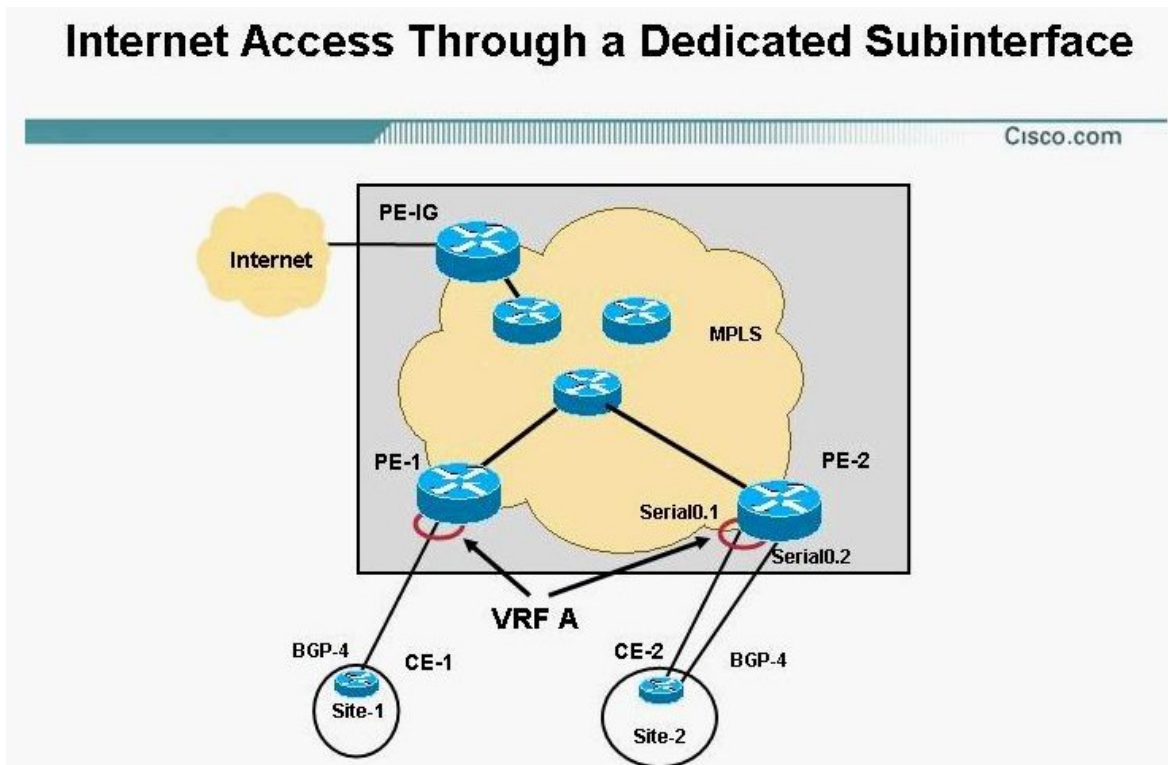 Internet Access Through a Dedicated Subinterface
Cisco.com
PE-IG
Internet
MPLS
PE-1
PE-2
Serial0.1
Serial0.2
VRF A
BGP-4
CE-1
CE-2
BGP-4
Site-1
Site-2